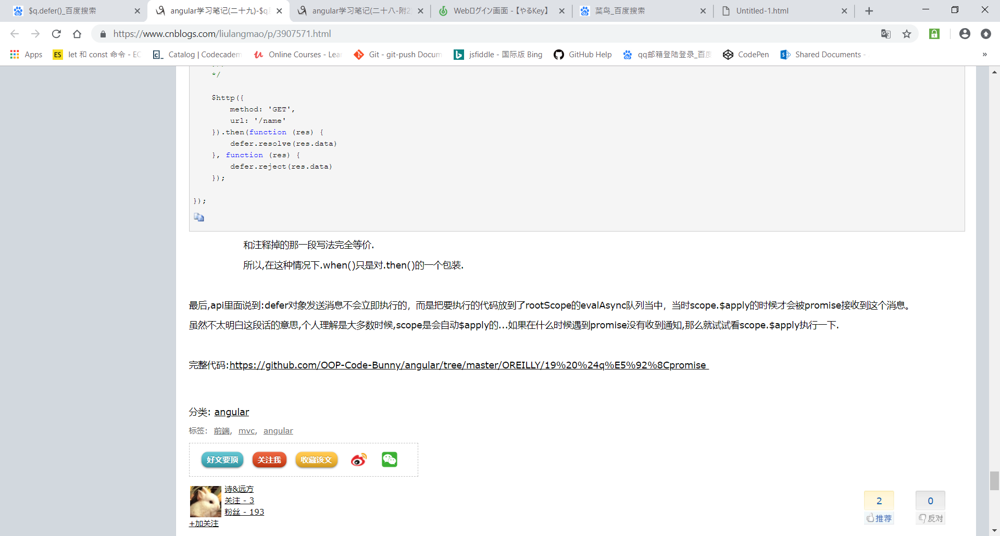 $q.defer()_百度搜索
angular学习笔记(二十九)-$q
angular学习笔记(二十八-附2
Webログイン画面 - 【やるKey】
菜鸟_百度搜索
Untitled-1.html
https://www.cnblogs.com/liulangmao/p/3907571.html
Apps
ES
let 和 const 命令 - EC
Catalog | Codecadem
Online Courses - Lear
Git - git-push Docum
jsfiddle - 国际版 Bing
GitHub Help
qq邮箱登陆登录_百度
CodePen
Shared Documents -
»
*/
$http({
method: 'GET',
url: '/name'
}).then(function (res) {
defer.resolve(res.data)
}, function (res) {
defer.reject(res.data)
});
});
和注释掉的那一段写法完全等价.
所以,在这种情况下.when()只是对.then()的一个包装.
最后,api里面说到:defer对象发送消息不会立即执行的，而是把要执行的代码放到了rootScope的evalAsync队列当中，当时scope.$apply的时候才会被promise接收到这个消息。
虽然不太明白这段话的意思,个人理解是大多数时候,scope是会自动$apply的...如果在什么时候遇到promise没有收到通知,那么就试试看scope.$apply执行一下.
完整代码:https://github.com/OOP-Code-Bunny/angular/tree/master/OREILLY/19%20%24q%E5%92%8Cpromise
分类: angular
标签: 前端, mvc, angular
好文要顶 关注我 收藏该文
诗&远方
关注 - 3
粉丝 - 193
+加关注
2
推荐
0
反对